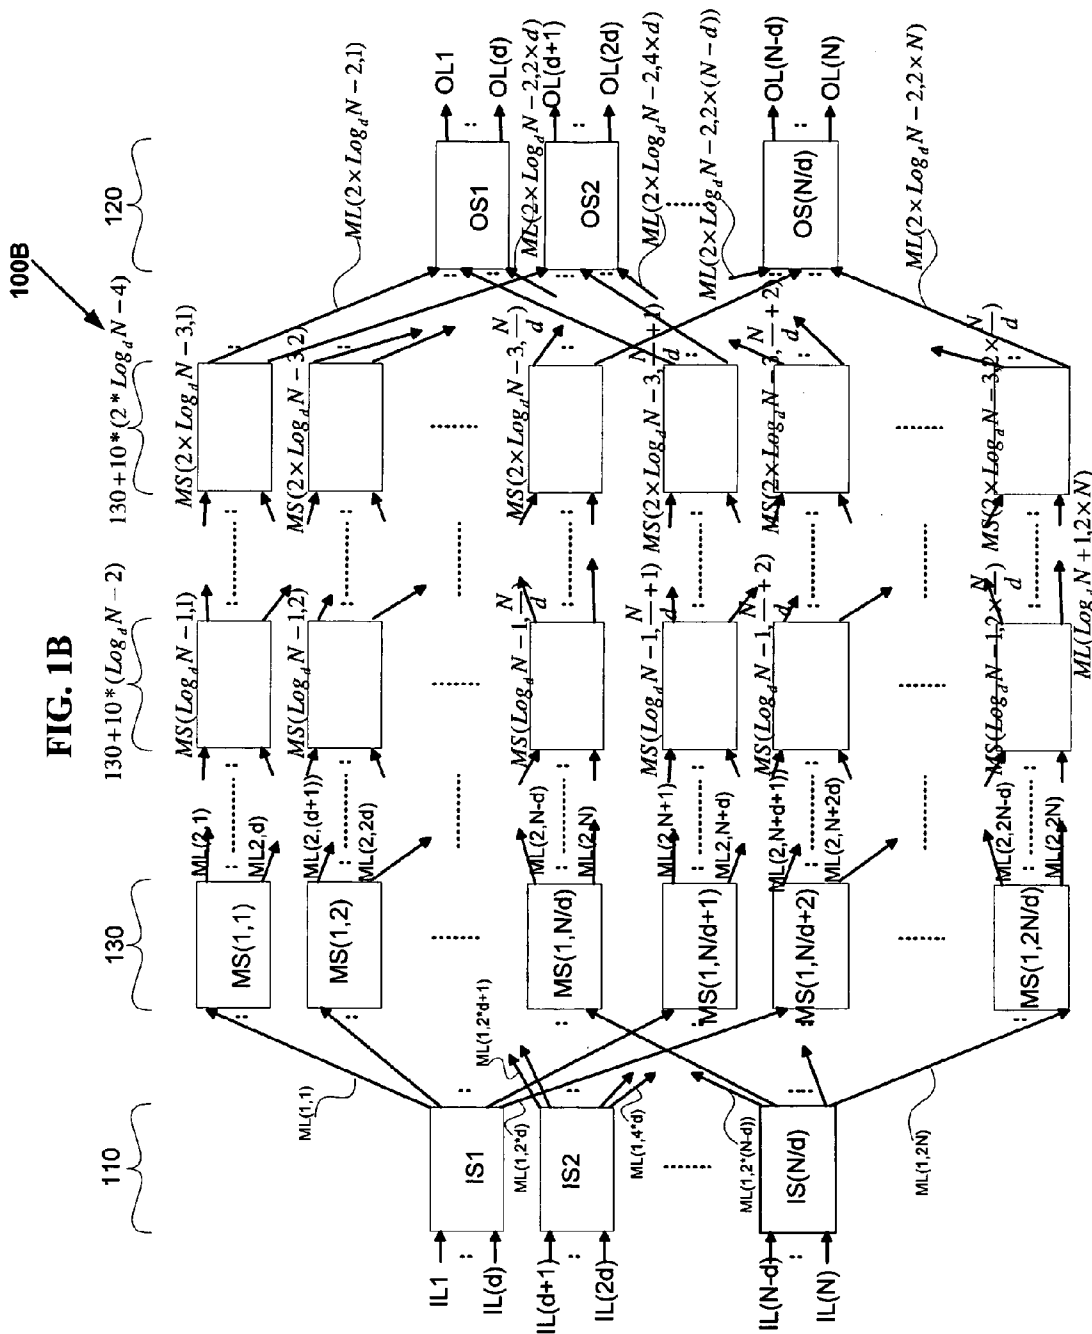 FIG. 1B
100B
110
130
130+10*(Log_d N-2)
130+10*(2*Log_d N-4)
120
IL1
IL(d)
IL(d+1)
IL(2d)
IL(N-d)
IL(N)
IS1
IS2
IS(N/d)
ML(1,1)
ML(1,2*d)
ML(1,2*d+1)
ML(1,4*d)
ML(1,2*(N-d))
ML(1,2N)
MS(1,1)
MS(1,2)
MS(1,N/d)
MS(1,N/d+1)
MS(1,N/d+2)
MS(1,2N/d)
ML(2,1)
ML2,d)
ML(2,(d+1))
ML(2,2d)
ML(2,N-d)
ML(2,N)
ML(2,N+1)
ML2,N+d)
ML(2,N+d+1))
ML(2,N+2d)
ML(2,2N-d)
ML(2,2N)
MS(Log_d N-1,1)
MS(Log_d N-1,2)
MS(Log_d N-1, N/d)
MS(Log_d N-1, N/d +1)
MS(Log_d N-1, N/d +2)
MS(Log_d N-1,2× N/d)
ML((Log_d N+1,2×N)
MS(2×Log_d N-3,1)
MS(2×Log_d N-3,2)
MS(2×Log_d N-3, N/d)
MS(2×Log_d N-3, N/d +1)
MS(2×Log_d N-3, N/d +2)
MS(2×Log_d N-3,2× N/d)
ML(2×Log_d N-2,1)
ML(2×Log_d N-2,2×d)
ML(2×Log_d N-2,4×d)
ML(2×Log_d N-2,2×(N-d))
ML(2×Log_d N-2,2×N)
OS1
OS2
OS(N/d)
OL1
OL(d)
OL(d+1)
OL(2d)
OL(N-d)
OL(N)